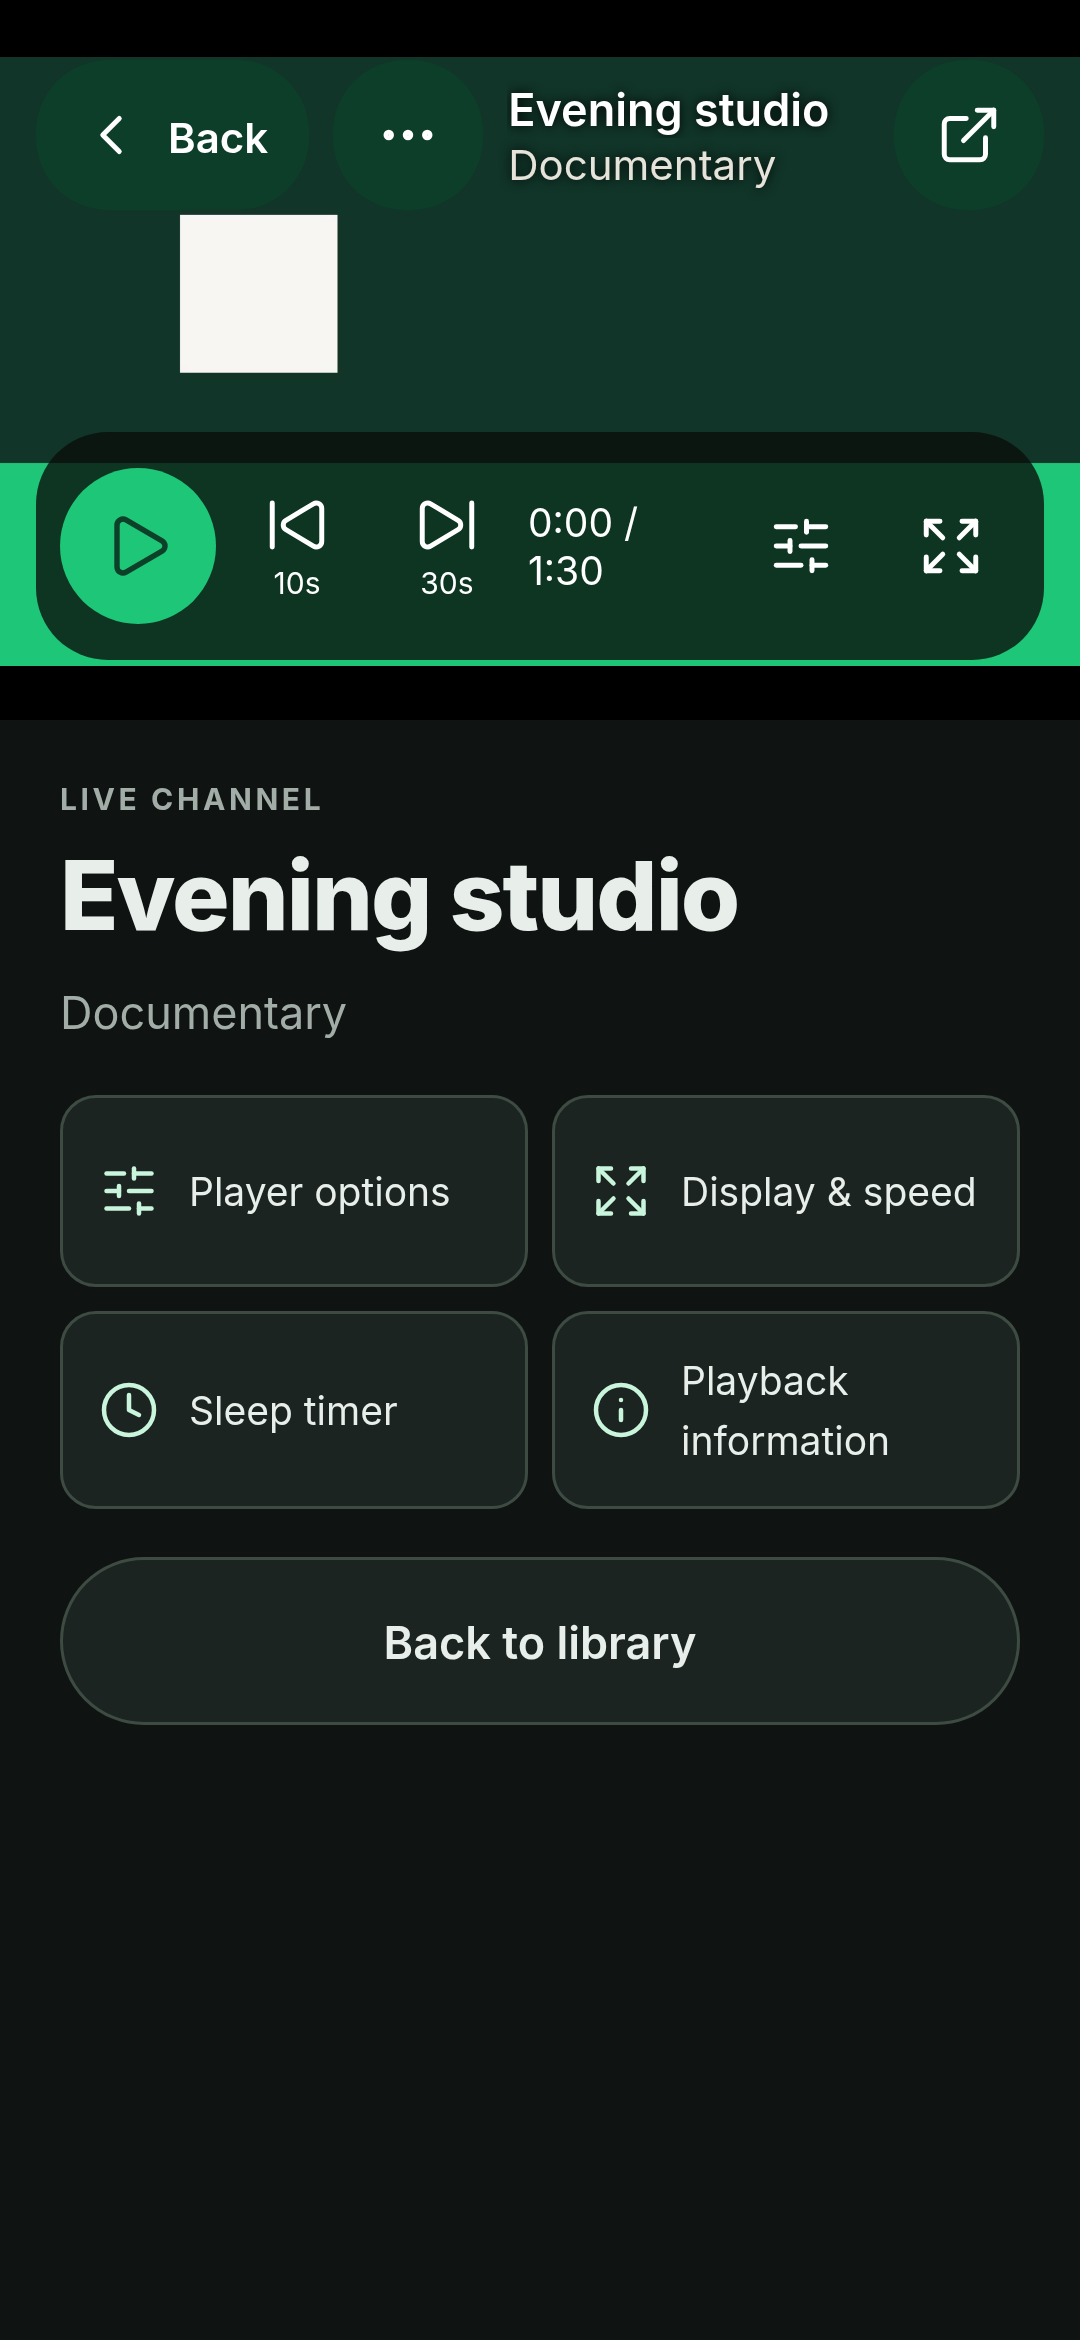 Back
Evening studio
Documentary
10s
30s
0:00 /
1:30
LIVE CHANNEL
Evening studio
Documentary
Player options
Display & speed
Sleep timer
Playback
information
Back to library